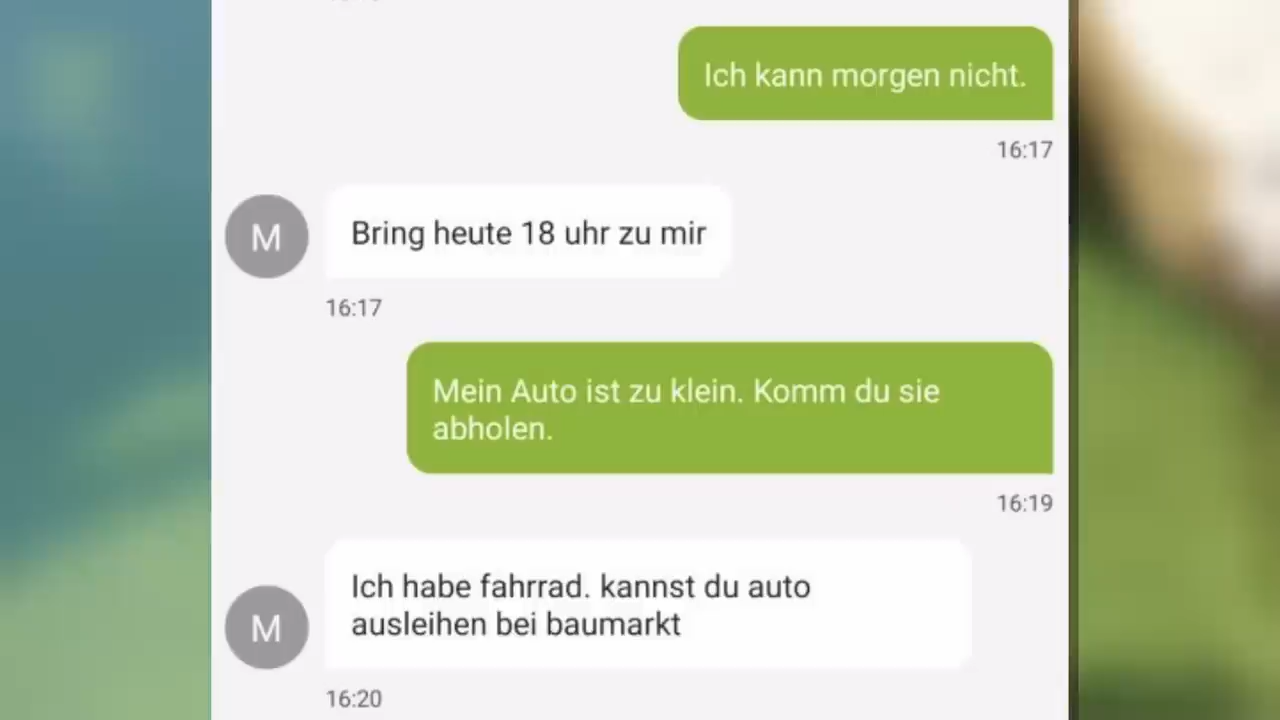 Ich kann morgen nicht.
16:17
M
Bring heute 18 uhr zu mir
16:17
Mein Auto ist zu klein. Komm du sie
abholen.
16:19
M
Ich habe fahrrad. kannst du auto
ausleihen bei baumarkt
16:20